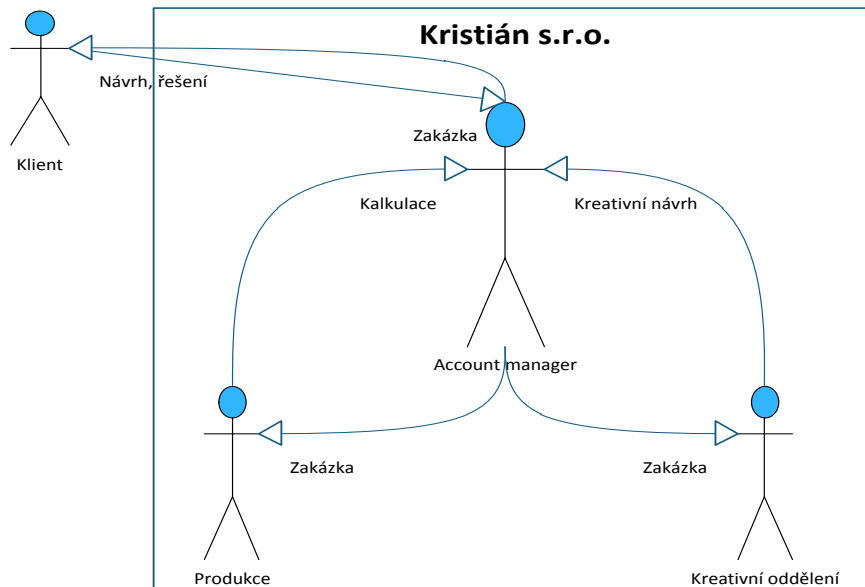 Kristián s.r.o.
Návrh, řešení
Zakázka
Klient
Kalkulace
Kreativní návrh
Account manager
Zakázka
Zakázka
Produkce
Kreativní oddělení